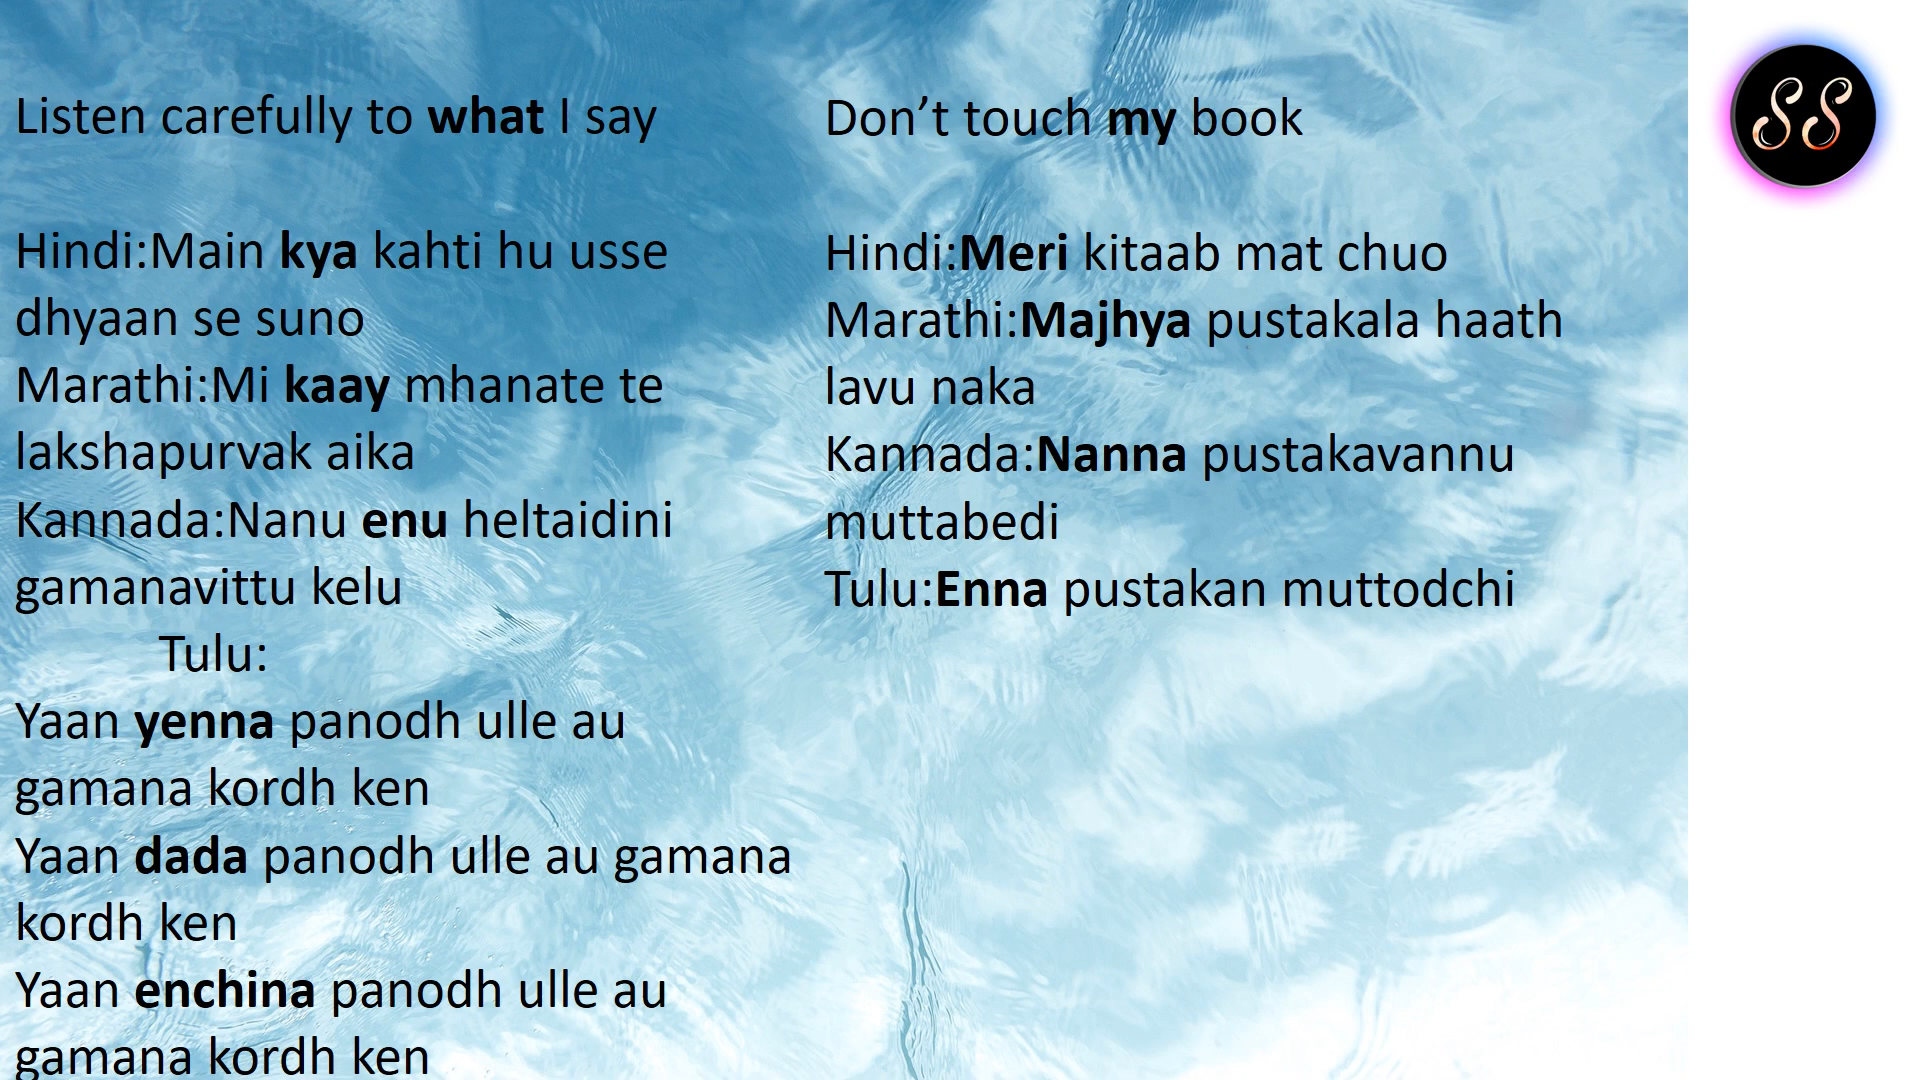 Listen carefully to what I say
Hindi:Main kya kahti hu usse
dhyaan se suno
Marathi:Mi kaay mhanate te
lakshapurvak aika
Kannada:Nanu enu heltaidini
gamanavittu kelu
Tulu:
Yaan yenna panodh ulle au
gamana kordh ken
Yaan dada panodh ulle au gamana
kordh ken
Yaan enchina panodh ulle au
gamana kordh ken
Don’t touch my book
Hindi:Meri kitaab mat chuo
Marathi:Majhya pustakala haath
lavu naka
Kannada:Nanna pustakavannu
muttabedi
Tulu:Enna pustakan muttodchi
SS